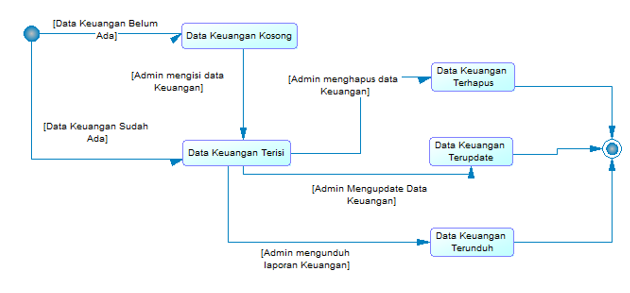 [Data Keuangan Belum
Ada]
Data Keuangan Kosong
[Admin mengisi data
Keuangan]
[Admin menghapus data
Keuangan]
Data Keuangan
Terhapus
[Data Keuangan Sudah
Ada]
Data Keuangan Terisi
Data Keuangan
Terupdate
[Admin Mengupdate Data
Keuangan]
Data Keuangan
Terunduh
[Admin mengunduh
laporan Keuangan]